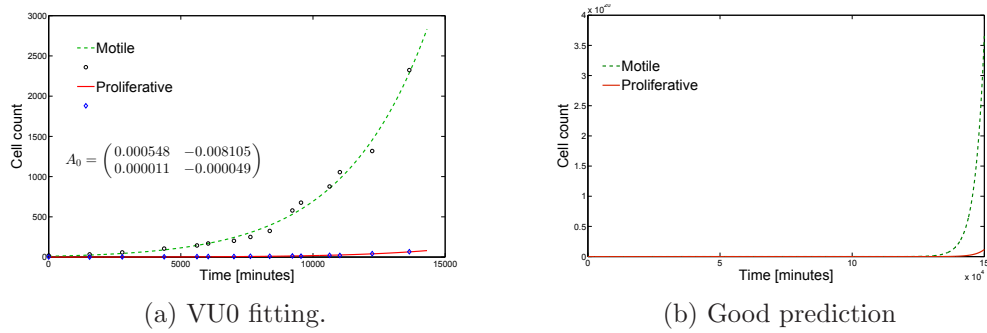 3000
2500
2000
1500
1000
500
0
Cell count
Motile
Proliferative
A₀ = (0.000548 −0.008105
0.000011 −0.000049)
0 5000 10000 15000
Time [minutes]
(a) VU0 fitting.
4
3.5
3
2.5
2
1.5
1
0.5
0
Cell count
Motile
Proliferative
0 5 10 15
x 10⁴
Time [minutes]
(b) Good prediction